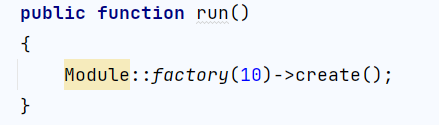 public function run()
{
    Module::factory(10)->create();
}